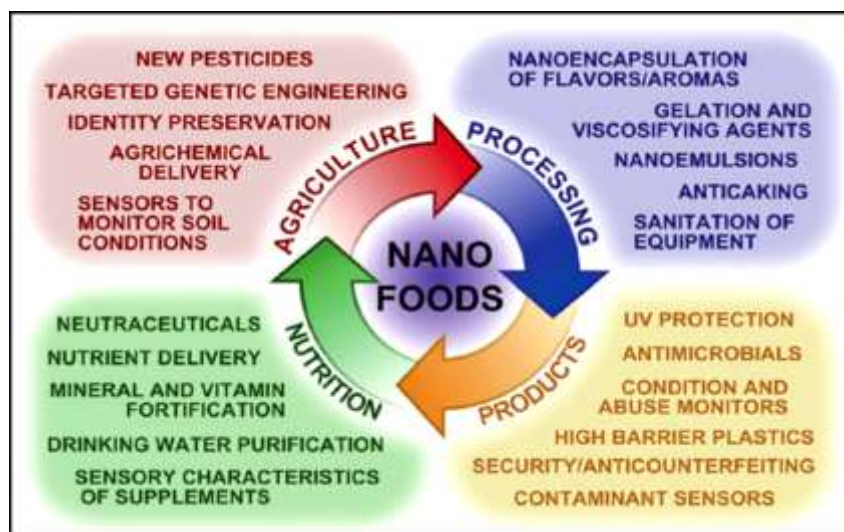 NEW PESTICIDES
TARGETED GENETIC ENGINEERING
IDENTITY PRESERVATION
AGRICHEMICAL
DELIVERY
SENSORS TO
MONITOR SOIL
CONDITIONS
AGRICULTURE
PROCESSING
NANOENCAPSULATION
OF FLAVORS/AROMAS
GELATION AND
VISCOSIFYING AGENTS
NANOEMULSIONS
ANTICAKING
SANITATION OF
EQUIPMENT
NANO
FOODS
NEUTRACEUTICALS
NUTRIENT DELIVERY
MINERAL AND VITAMIN
FORTIFICATION
DRINKING WATER PURIFICATION
SENSORY CHARACTERISTICS
OF SUPPLEMENTS
NUTRITION
PRODUCTS
UV PROTECTION
ANTIMICROBIALS
CONDITION AND
ABUSE MONITORS
HIGH BARRIER PLASTICS
SECURITY/ANTICOUNTERFEITING
CONTAMINANT SENSORS